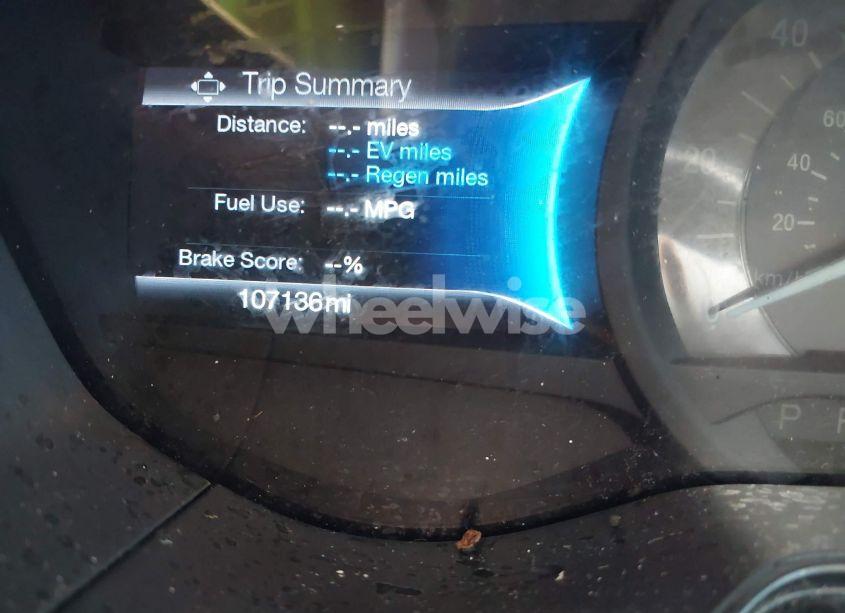 Trip Summary
Distance: --.- miles
--.- EV miles
--.- Regen miles
Fuel Use: --.- MPG
Brake Score: --%
107136mi
wheelwise
40
20
60
40
20
km/h
0
P